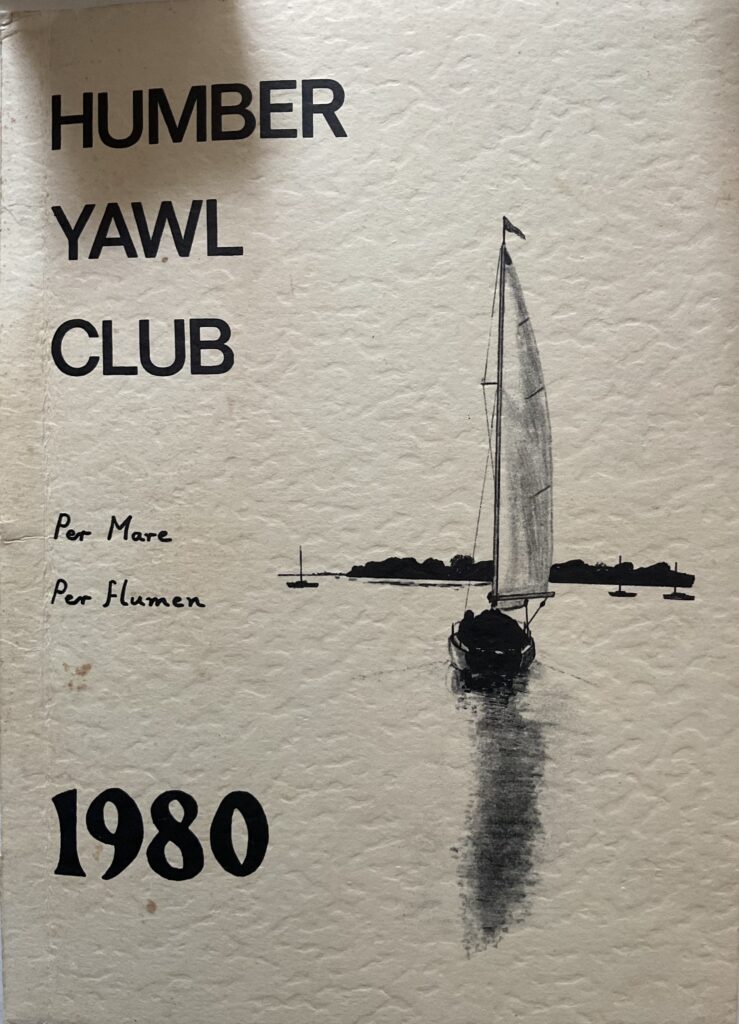 HUMBER
YAWL
CLUB
Per Mare
Per flumen
1980